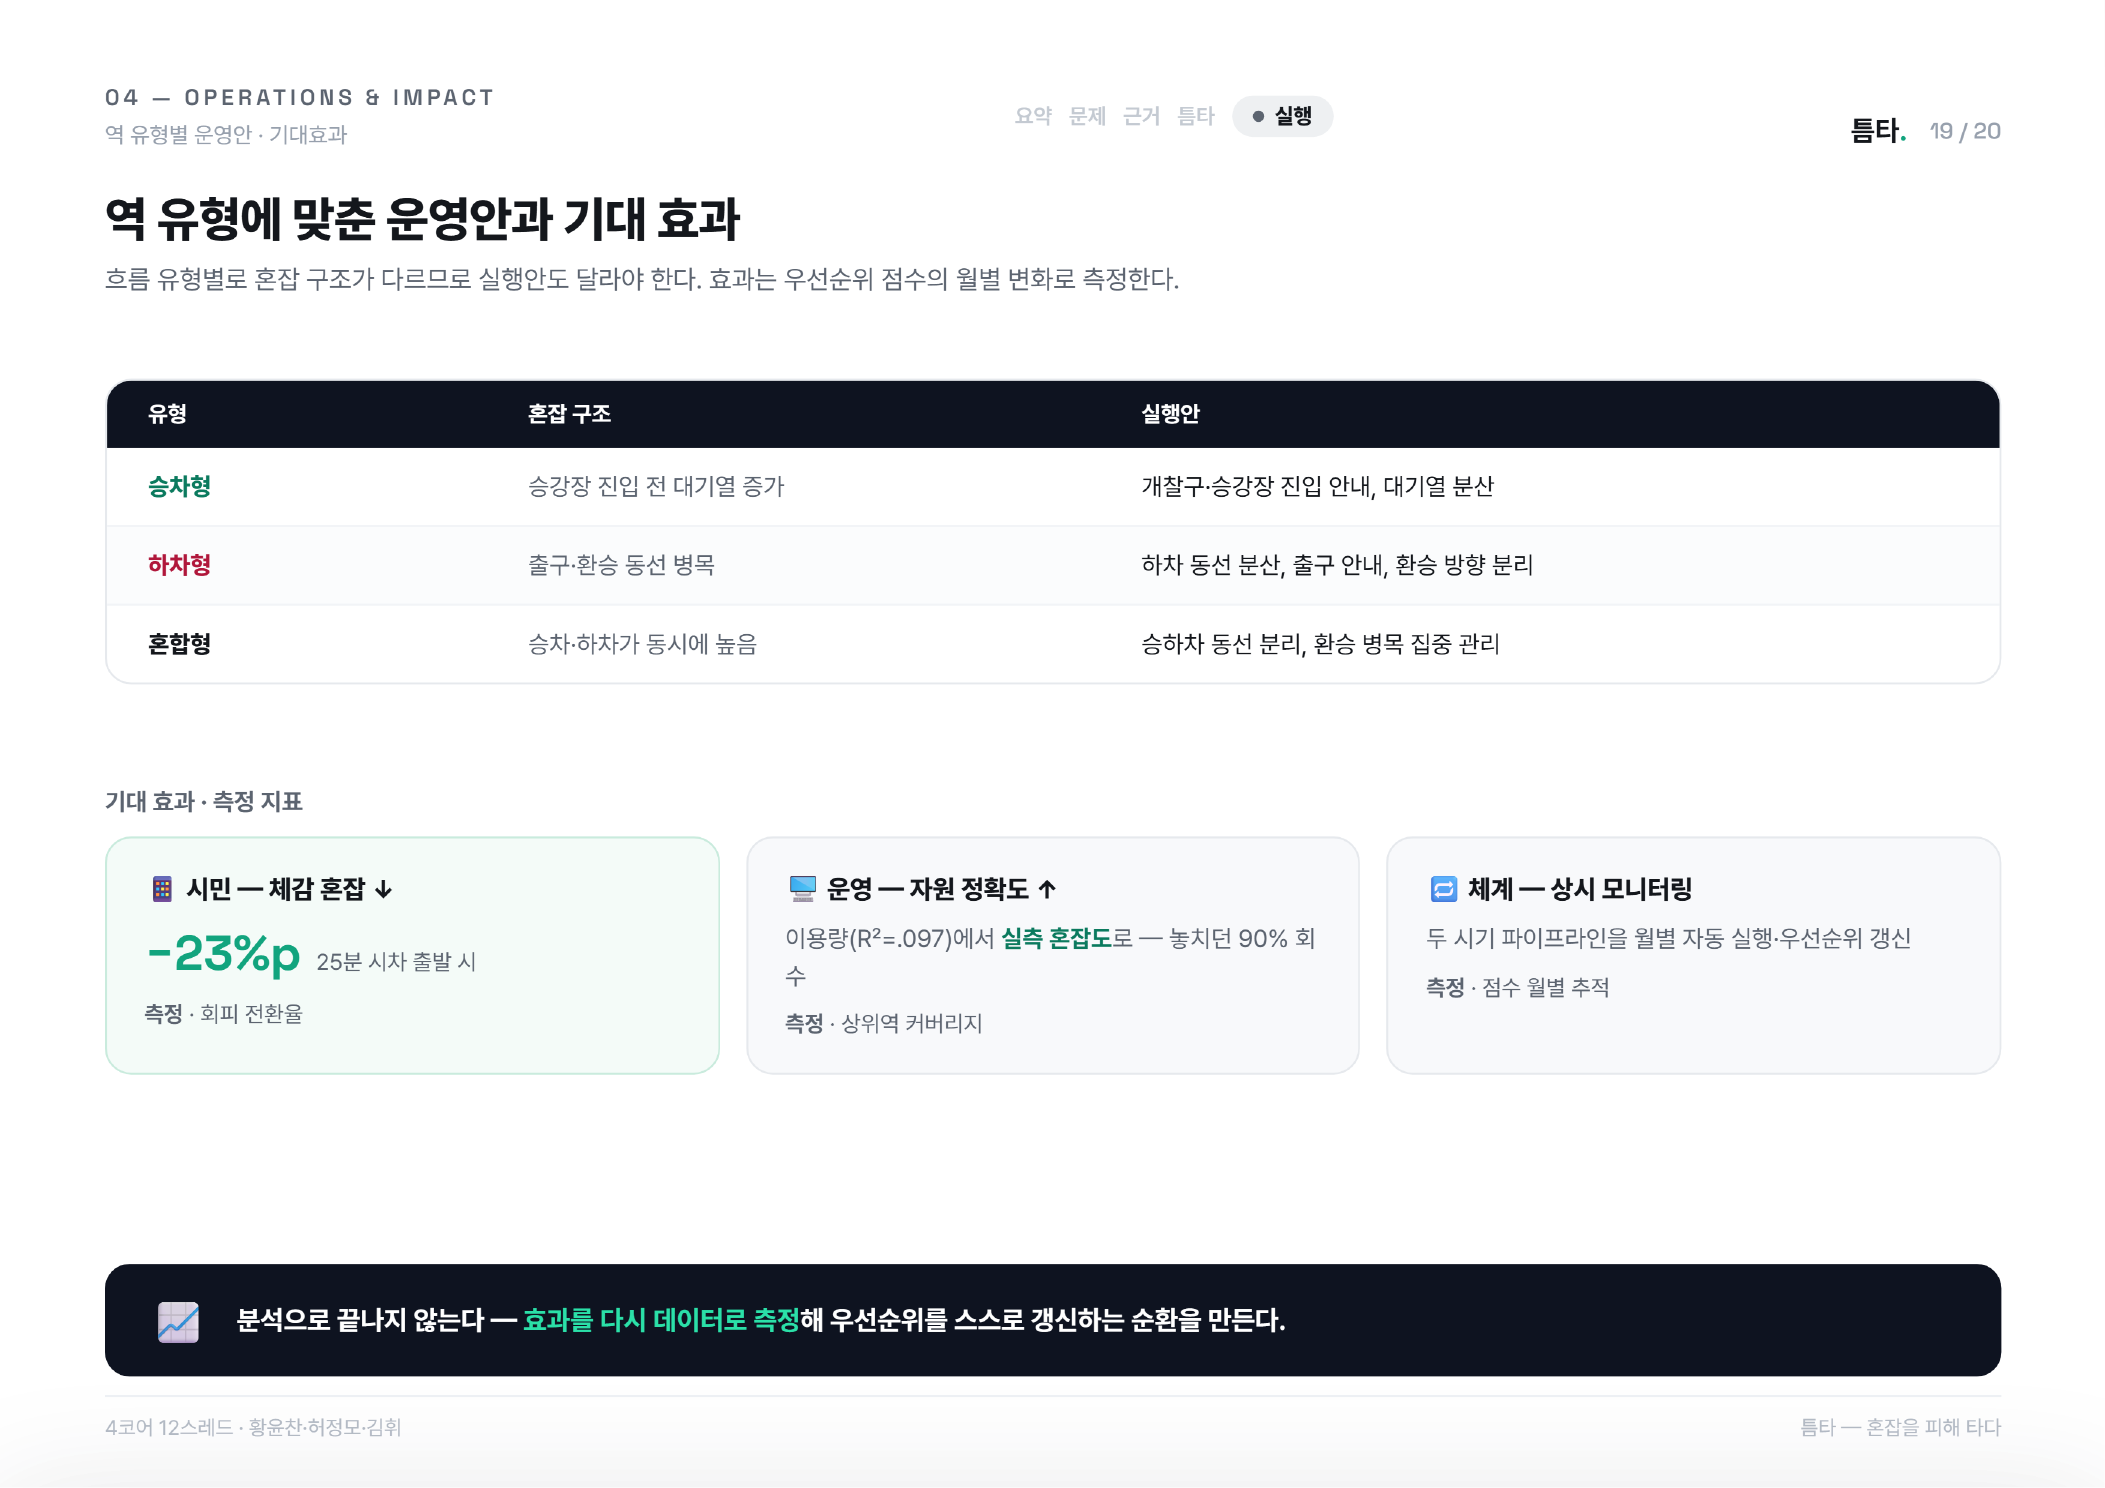 04 — OPERATIONS & IMPACT
역 유형별 운영안 · 기대효과
요약 문제 근거 틈타 실행
틈타. 19 / 20
역 유형에 맞춘 운영안과 기대 효과
흐름 유형별로 혼잡 구조가 다르므로 실행안도 달라야 한다. 효과는 우선순위 점수의 월별 변화로 측정한다.
유형 혼잡 구조 실행안
승차형 승강장 진입 전 대기열 증가 개찰구·승강장 진입 안내, 대기열 분산
하차형 출구·환승 동선 병목 하차 동선 분산, 출구 안내, 환승 방향 분리
혼합형 승차·하차가 동시에 높음 승하차 동선 분리, 환승 병목 집중 관리
기대 효과 · 측정 지표
시민 — 체감 혼잡 ↓
−23%p 25분 시차 출발 시
측정 · 회피 전환율
운영 — 자원 정확도 ↑
이용량(R²=.097)에서 실측 혼잡도로 — 놓치던 90% 회
수
측정 · 상위역 커버리지
체계 — 상시 모니터링
두 시기 파이프라인을 월별 자동 실행·우선순위 갱신
측정 · 점수 월별 추적
분석으로 끝나지 않는다 — 효과를 다시 데이터로 측정해 우선순위를 스스로 갱신하는 순환을 만든다.
4코어 12스레드 · 황윤찬·허정모·김휘
틈타 — 혼잡을 피해 타다